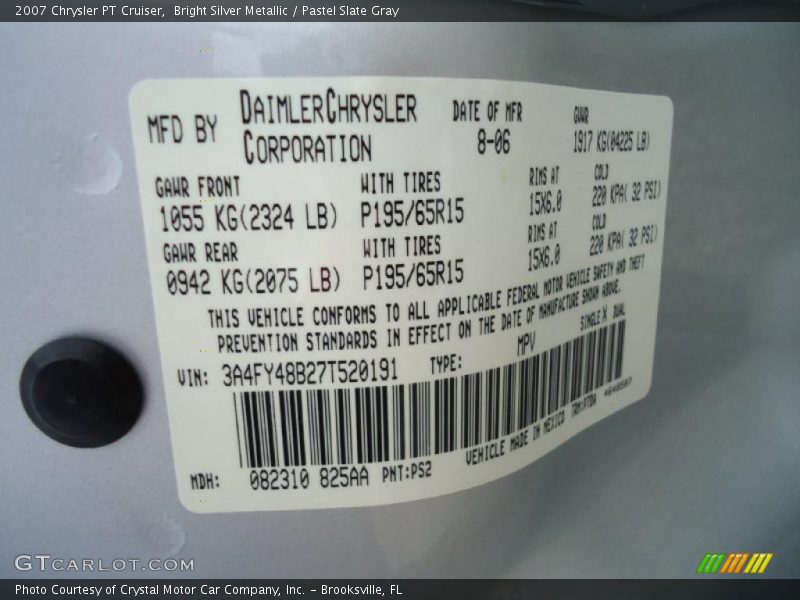 2007 Chrysler PT Cruiser, Bright Silver Metallic / Pastel Slate Gray
MFD BY DAIMLERCHRYSLER CORPORATION
DATE OF MFR 8-06
GVWR 1917 KG(04225 LB)
GAWR FRONT WITH TIRES RIMS AT COLD
1055 KG(2324 LB) P195/65R15 15X6.0 220 KPA( 32 PSI)
GAWR REAR WITH TIRES RIMS AT COLD
0942 KG(2075 LB) P195/65R15 15X6.0 220 KPA( 32 PSI)
THIS VEHICLE CONFORMS TO ALL APPLICABLE FEDERAL MOTOR VEHICLE SAFETY AND THEFT
PREVENTION STANDARDS IN EFFECT ON THE DATE OF MANUFACTURE SHOWN ABOVE.
VIN: 3A4FY48B27T520191 TYPE: MPV SINGLE X DUAL
VEHICLE MADE IN MEXICO
MDH: 082310 825AA PNT:PS2
GTCARLOT.COM
Photo Courtesy of Crystal Motor Car Company, Inc. – Brooksville, FL